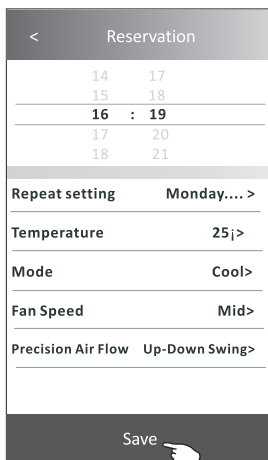 < Reservation
14 17
15 18
16 : 19
17 20
18 21
Repeat setting Monday.... >
Temperature 25¡>
Mode Cool>
Fan Speed Mid>
Precision Air Flow Up-Down Swing>
Save